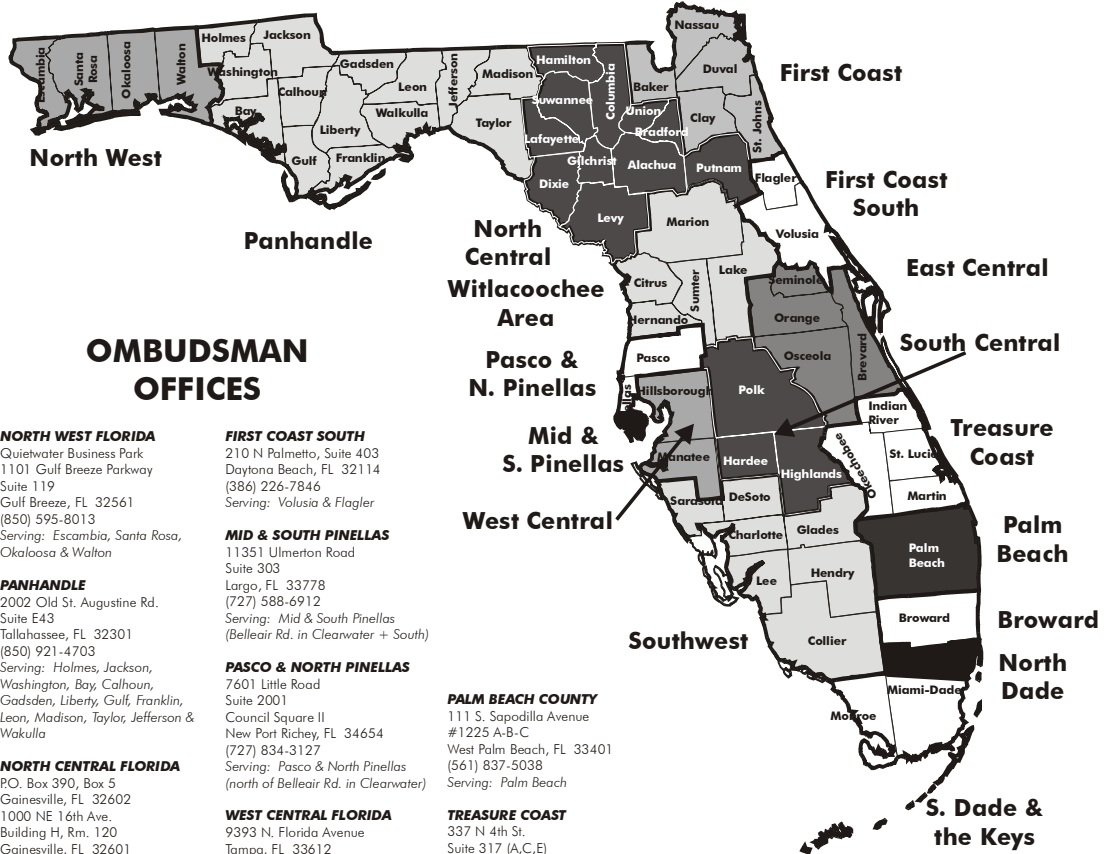 Holmes
Jackson
Escambia
Santa
Rosa
Okaloosa
Walton
Washington
Bay
Calhoun
Gulf
Liberty
Franklin
Gadsden
Leon
Walkulla
Jefferson
Madison
Taylor
Hamilton
Suwannee
Columbia
Lafayette
Gilchrist
Dixie
Levy
Baker
Union
Bradford
Alachua
Putnam
Nassau
Duval
Clay
St. Johns
Flagler
Volusia
Marion
Citrus
Sumter
Lake
Hernando
Seminole
Orange
Osceola
Brevard
Pasco
Hillsborough
Polk
Manatee
Hardee
Highlands
Okeechobee
Indian
River
St. Lucie
Martin
Sarasota
DeSoto
Charlotte
Glades
Lee
Hendry
Collier
Palm
Beach
Broward
Miami-Dade
Monroe
First Coast
North West
First Coast
South
Panhandle
North
Central
East Central
Witlacoochee
Area
South Central
Pasco &
N. Pinellas
Mid &
S. Pinellas
Treasure
Coast
West Central
Palm
Beach
Broward
Southwest
North
Dade
S. Dade &
the Keys
OMBUDSMAN
OFFICES
NORTH WEST FLORIDA
Quietwater Business Park
1101 Gulf Breeze Parkway
Suite 119
Gulf Breeze, FL 32561
(850) 595-8013
Serving: Escambia, Santa Rosa,
Okaloosa & Walton
PANHANDLE
2002 Old St. Augustine Rd.
Suite E43
Tallahassee, FL 32301
(850) 921-4703
Serving: Holmes, Jackson,
Washington, Bay, Calhoun,
Gadsden, Liberty, Gulf, Franklin,
Leon, Madison, Taylor, Jefferson &
Wakulla
NORTH CENTRAL FLORIDA
P.O. Box 390, Box 5
Gainesville, FL 32602
1000 NE 16th Ave.
Building H, Rm. 120
Gainesville, FL 32601
FIRST COAST SOUTH
210 N Palmetto, Suite 403
Daytona Beach, FL 32114
(386) 226-7846
Serving: Volusia & Flagler
MID & SOUTH PINELLAS
11351 Ulmerton Road
Suite 303
Largo, FL 33778
(727) 588-6912
Serving: Mid & South Pinellas
(Belleair Rd. in Clearwater + South)
PASCO & NORTH PINELLAS
7601 Little Road
Suite 2001
Council Square II
New Port Richey, FL 34654
(727) 834-3127
Serving: Pasco & North Pinellas
(north of Belleair Rd. in Clearwater)
WEST CENTRAL FLORIDA
9393 N. Florida Avenue
Tampa, FL 33612
PALM BEACH COUNTY
111 S. Sapodilla Avenue
#1225 A-B-C
West Palm Beach, FL 33401
(561) 837-5038
Serving: Palm Beach
TREASURE COAST
337 N 4th St.
Suite 317 (A,C,E)